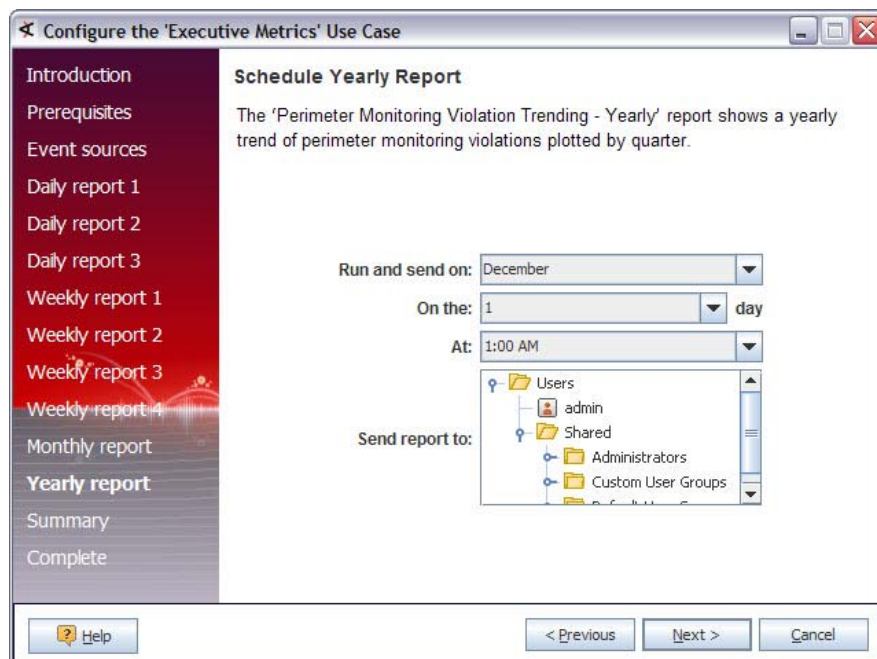 Configure the 'Executive Metrics' Use Case
Introduction
Prerequisites
Event sources
Daily report 1
Daily report 2
Daily report 3
Weekly report 1
Weekly report 2
Weekly report 3
Weekly report 4
Monthly report
Yearly report
Summary
Complete
Schedule Yearly Report
The 'Perimeter Monitoring Violation Trending - Yearly' report shows a yearly
trend of perimeter monitoring violations plotted by quarter.
Run and send on: December
On the: 1 day
At: 1:00 AM
Send report to:
Users
admin
Shared
Administrators
Custom User Groups
Help
< Previous
Next >
Cancel